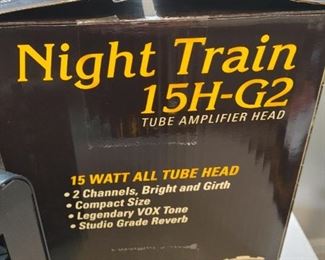 Night Train
15H-G2
TUBE AMPLIFIER HEAD
15 WATT ALL TUBE HEAD
• 2 Channels, Bright and Girth
• Compact Size
• Legendary VOX Tone
• Studio Grade Reverb